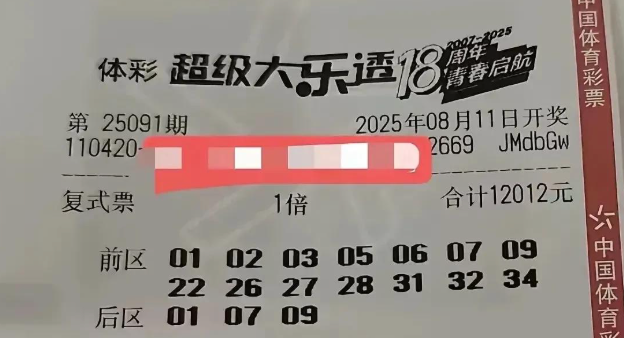 体彩 超级大乐透 18周年 2007-2025 青春启航
第 25091期 2025年08月11日开奖
110420- 2669 JMdbGw
复式票 1倍 合计12012元
前区 01 02 03 05 06 07 09
22 26 27 28 31 32 34
后区 01 07 09
中国体育彩票
中国体育彩